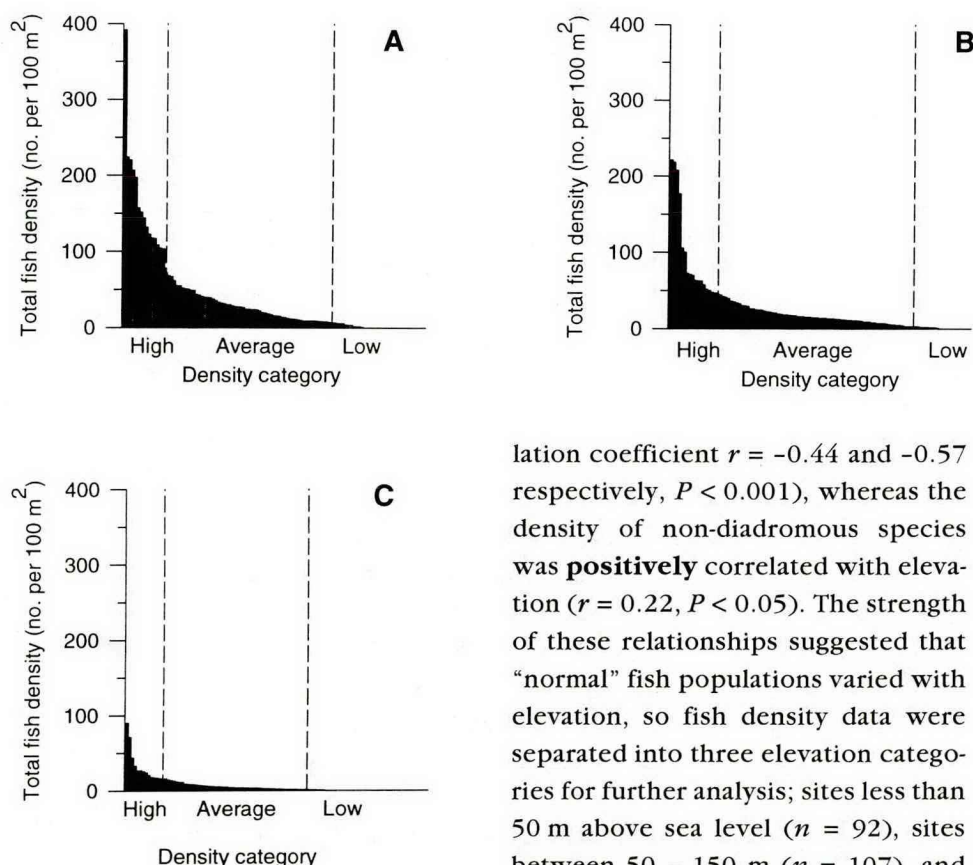 A
Total fish density (no. per 100 m²)
400
300
200
100
0
High Average Low
Density category
B
Total fish density (no. per 100 m²)
400
300
200
100
0
High Average Low
Density category
C
Total fish density (no. per 100 m²)
400
300
200
100
0
High Average Low
Density category
lation coefficient r = -0.44 and -0.57
respectively, P < 0.001), whereas the
density of non-diadromous species
was positively correlated with eleva-
tion (r = 0.22, P < 0.05). The strength
of these relationships suggested that
"normal" fish populations varied with
elevation, so fish density data were
separated into three elevation catego-
ries for further analysis; sites less than
50 m above sea level (n = 92), sites
between 50 – 150 m (n = 107), and